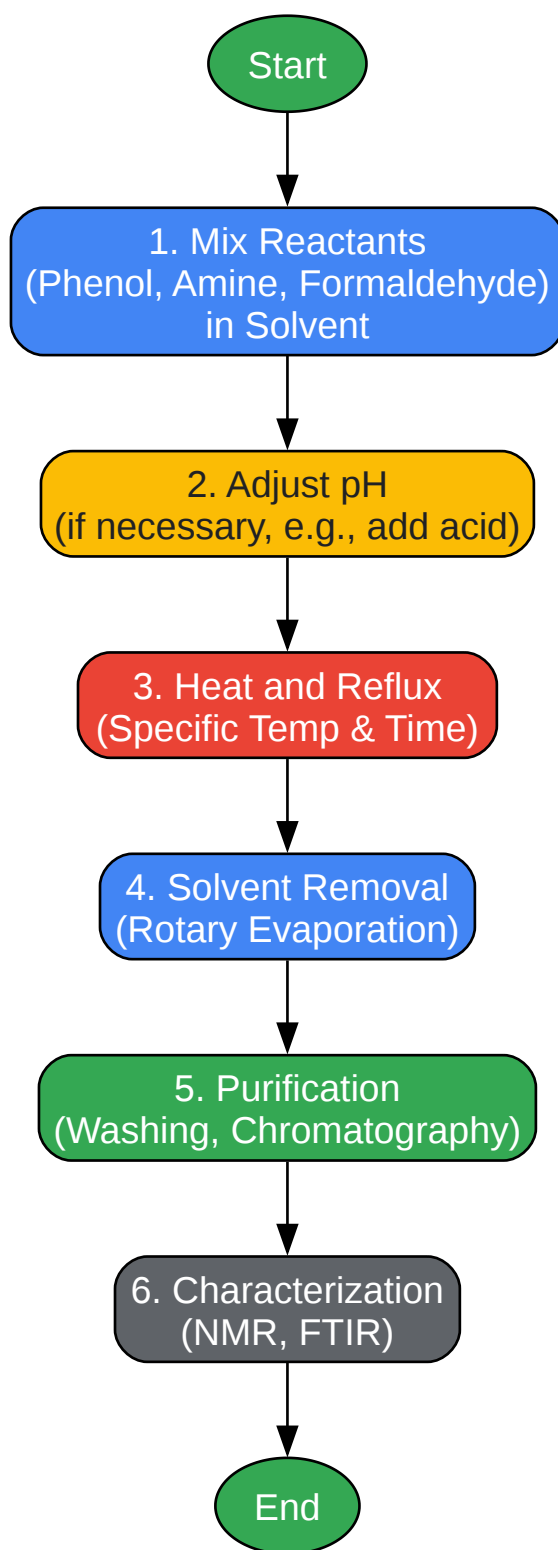 Start
1. Mix Reactants
(Phenol, Amine, Formaldehyde)
in Solvent
2. Adjust pH
(if necessary, e.g., add acid)
3. Heat and Reflux
(Specific Temp & Time)
4. Solvent Removal
(Rotary Evaporation)
5. Purification
(Washing, Chromatography)
6. Characterization
(NMR, FTIR)
End